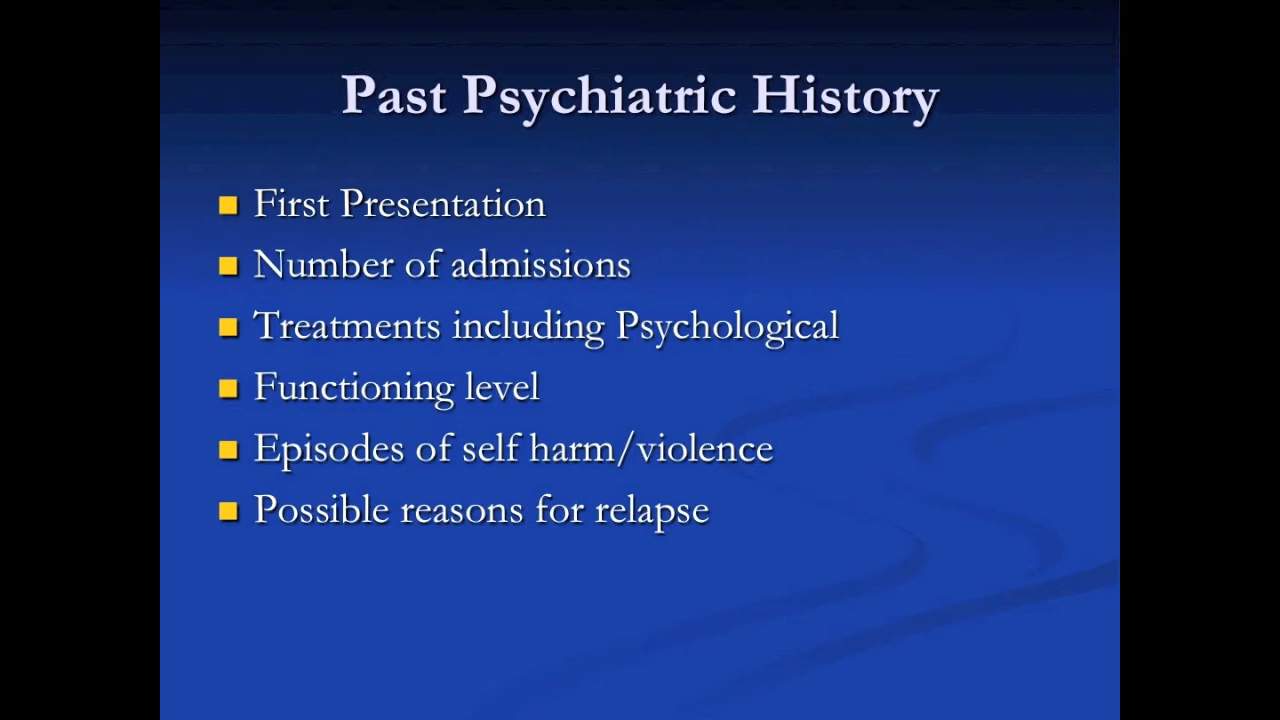 Past Psychiatric History
First Presentation
Number of admissions
Treatments including Psychological
Functioning level
Episodes of self harm/violence
Possible reasons for relapse